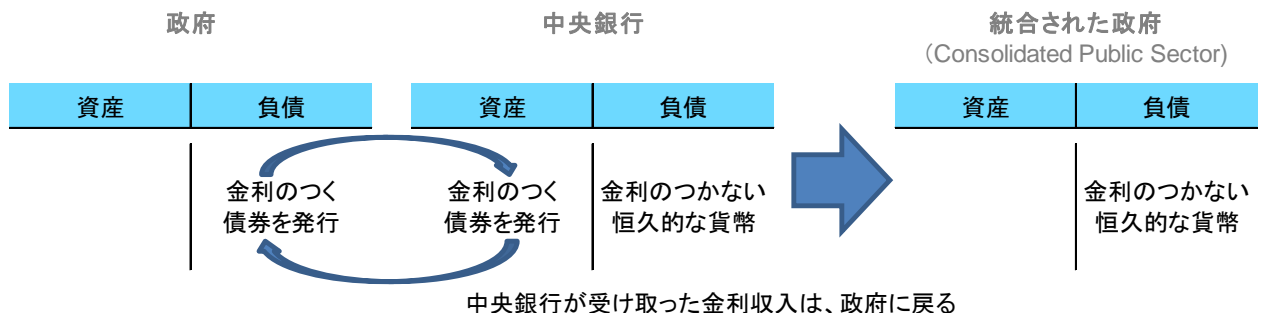 政府
中央銀行
統合された政府
（Consolidated Public Sector)
資産
負債
資産
負債
資産
負債
金利のつく
債券を発行
金利のつく
債券を発行
金利のつかない
恒久的な貨幣
金利のつかない
恒久的な貨幣
中央銀行が受け取った金利収入は、政府に戻る